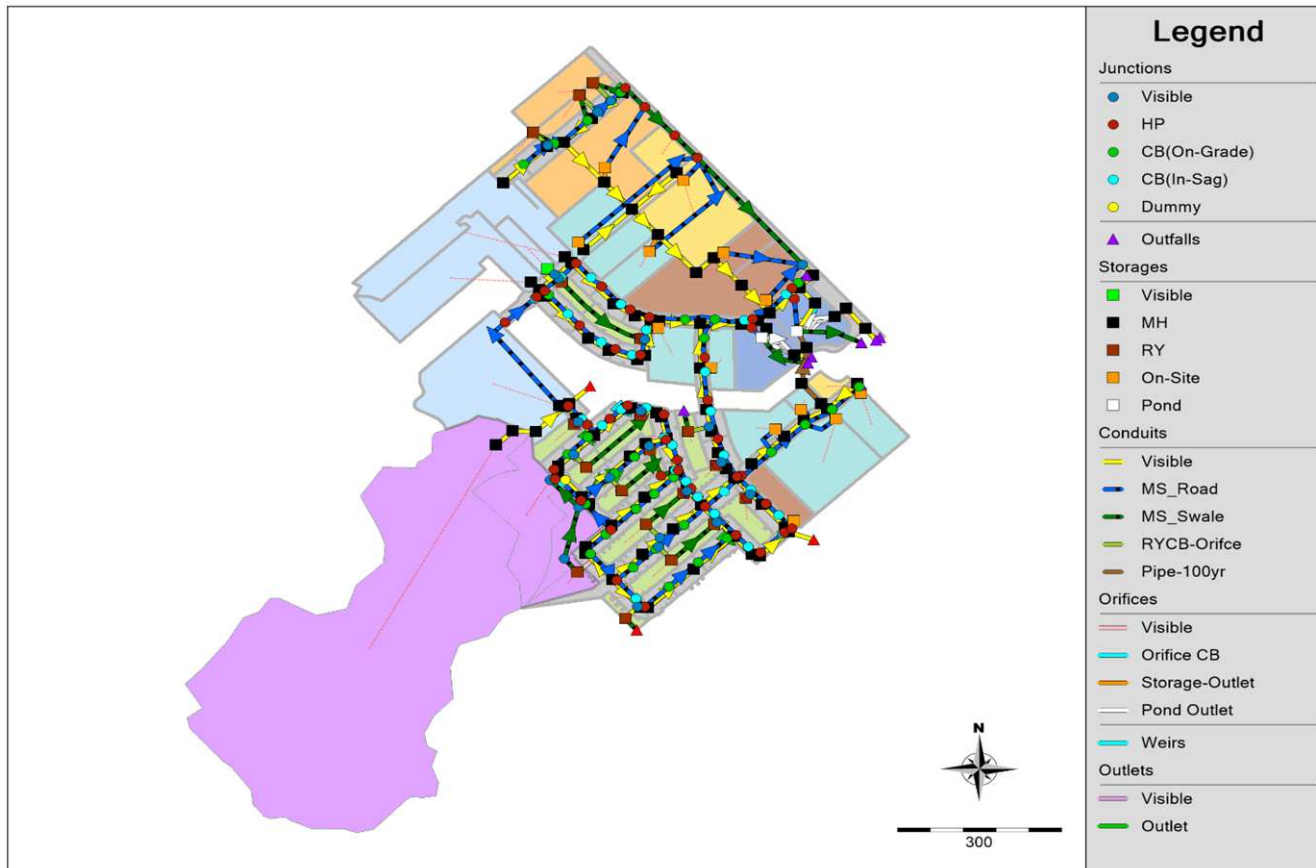 Legend
Junctions
Visible
HP
CB(On-Grade)
CB(In-Sag)
Dummy
Outfalls
Storages
Visible
MH
RY
On-Site
Pond
Conduits
Visible
MS_Road
MS_Swale
RYCB-Orifce
Pipe-100yr
Orifices
Visible
Orifice CB
Storage-Outlet
Pond Outlet
Weirs
Outlets
Visible
Outlet
N
300